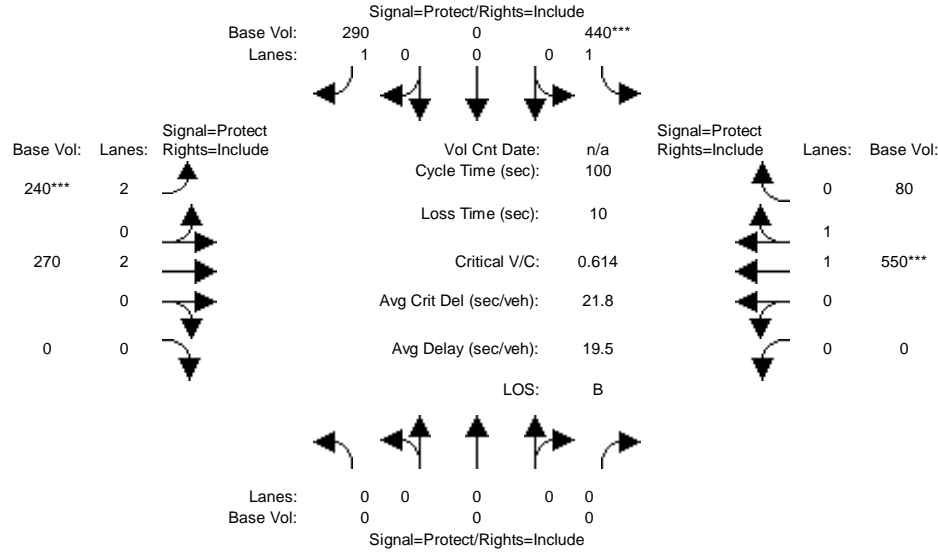 Signal=Protect/Rights=Include
Base Vol: 290 0 440***
Lanes: 1 0 0 0 1
Signal=Protect Signal=Protect
Base Vol: Lanes: Rights=Include Vol Cnt Date: n/a Rights=Include Lanes: Base Vol:
Cycle Time (sec): 100
240*** 2 0 80
Loss Time (sec): 10
0 1
270 2 Critical V/C: 0.614 1 550***
0 Avg Crit Del (sec/veh): 21.8 0
0 0 Avg Delay (sec/veh): 19.5 0 0
LOS: B
Lanes: 0 0 0 0 0
Base Vol: 0 0 0
Signal=Protect/Rights=Include